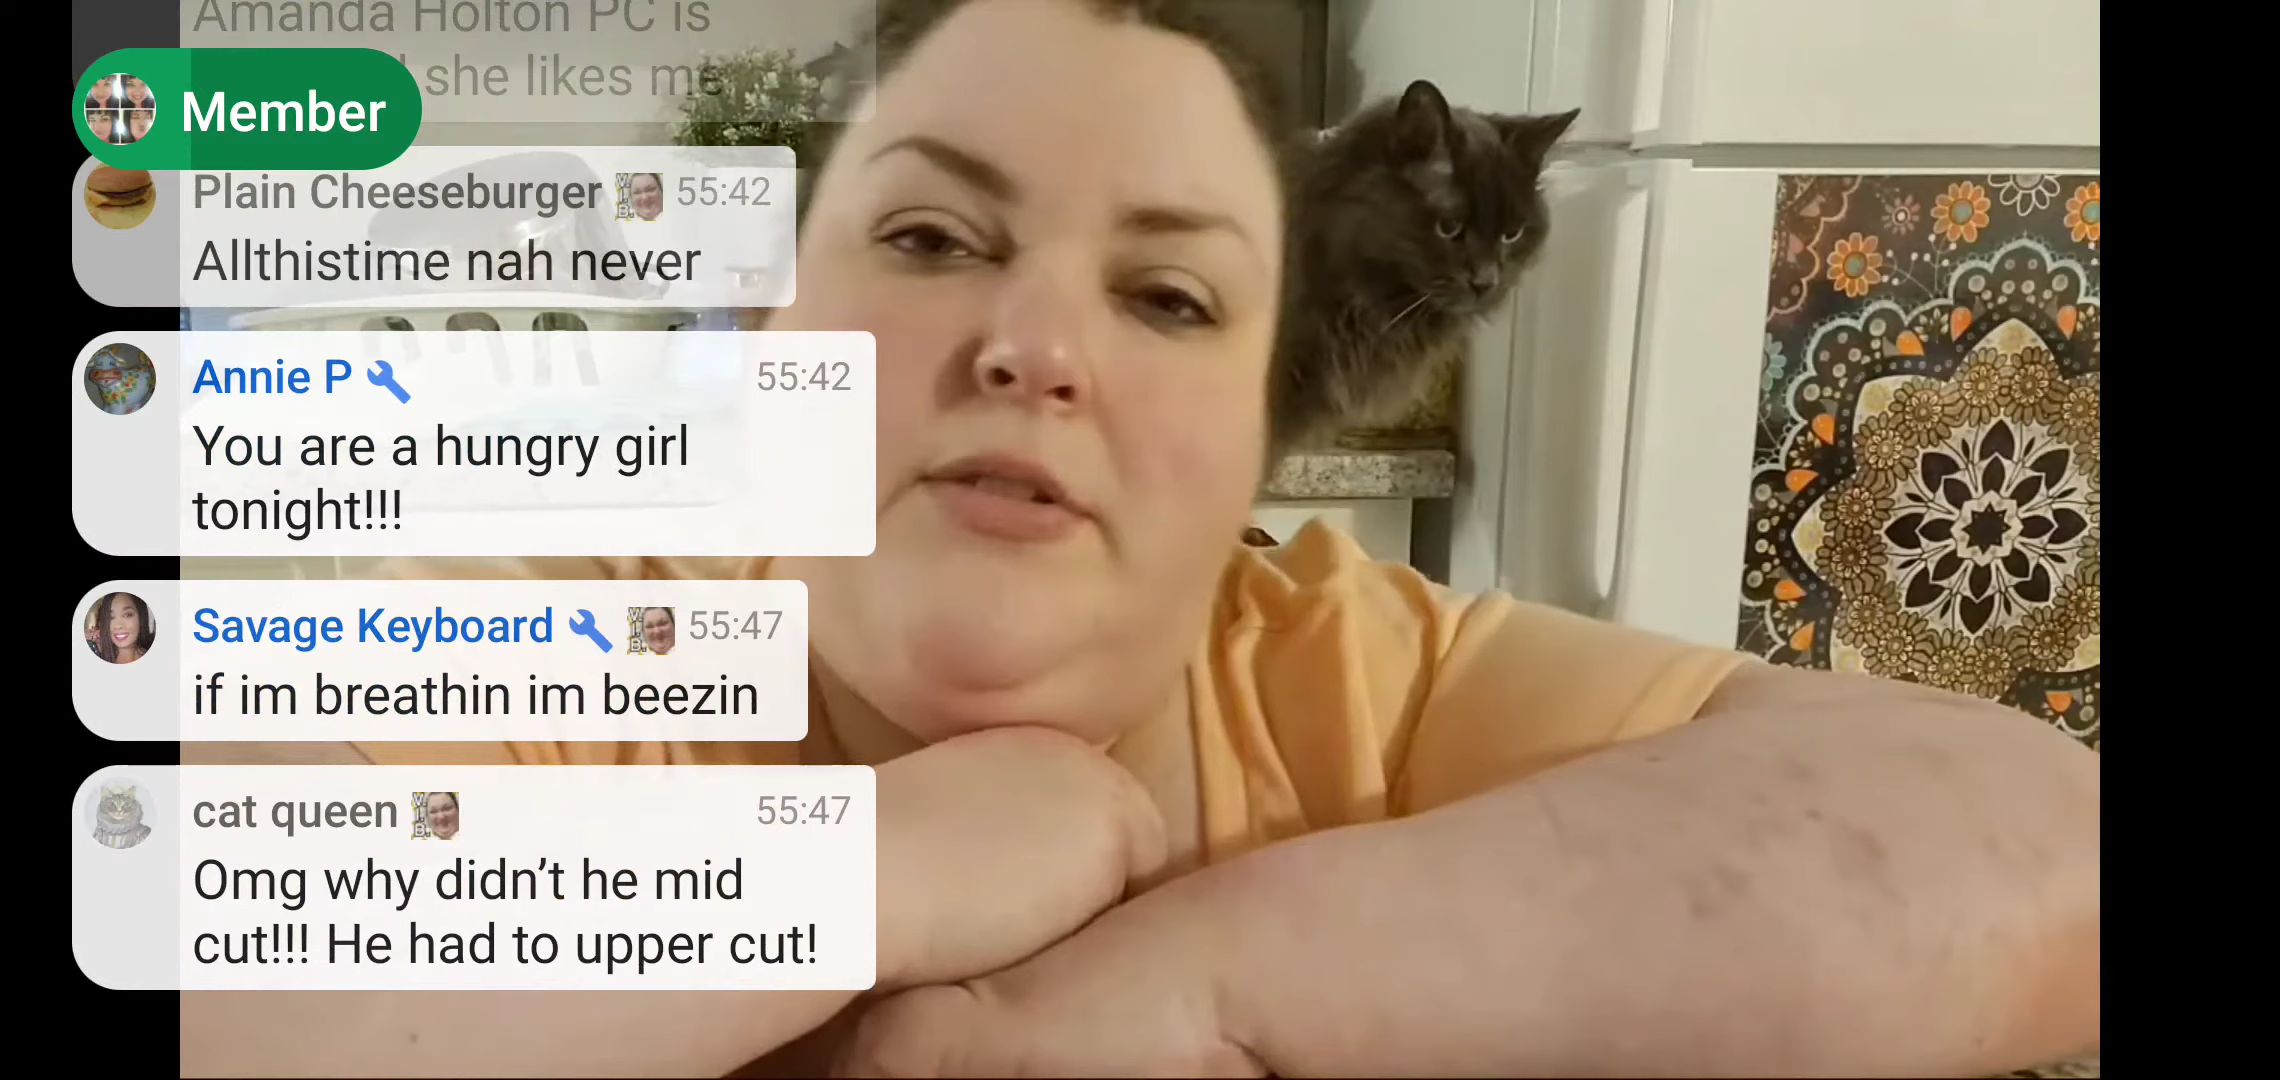 Amanda Holton PC is
she likes me
Member
Plain Cheeseburger 55:42
Allthistime nah never
Annie P 55:42
You are a hungry girl
tonight!!!
Savage Keyboard 55:47
if im breathin im beezin
cat queen 55:47
Omg why didn’t he mid
cut!!! He had to upper cut!